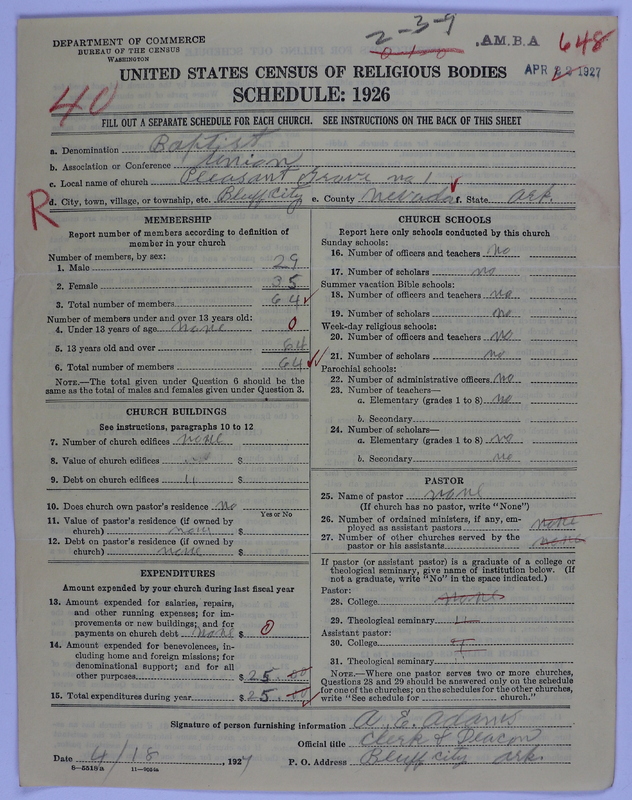 DEPARTMENT OF COMMERCE
BUREAU OF THE CENSUS
WASHINGTON
2-3-9
.A.M.B.A
648
APR 22 1927
UNITED STATES CENSUS OF RELIGIOUS BODIES
SCHEDULE: 1926
40
FILL OUT A SEPARATE SCHEDULE FOR EACH CHURCH. SEE INSTRUCTIONS ON THE BACK OF THIS SHEET
a. Denomination Baptist
b. Association or Conference Union
c. Local name of church Pleasant Grove no 1
R
d. City, town, village, or township, etc. Bluff City e. County Nevada f. State Ark.
MEMBERSHIP
Report number of members according to definition of
member in your church
Number of members, by sex:
1. Male 29
2. Female 35
3. Total number of members 64
Number of members under and over 13 years old:
4. Under 13 years of age none 0
5. 13 years old and over 64
6. Total number of members 64
NOTE.—The total given under Question 6 should be the
same as the total of males and females given under Question 3.
CHURCH BUILDINGS
See instructions, paragraphs 10 to 12
7. Number of church edifices none
8. Value of church edifices $
9. Debt on church edifices 11 $
10. Does church own pastor's residence no
Yes or No
11. Value of pastor's residence (if owned by
church) none $
12. Debt on pastor's residence (if owned by
church) none $
EXPENDITURES
Amount expended by your church during last fiscal year
13. Amount expended for salaries, repairs,
and other running expenses; for im-
provements or new buildings; and for
payments on church debt none $ 0
14. Amount expended for benevolences, in-
cluding home and foreign missions; for
denominational support; and for all
other purposes $ 25.00
15. Total expenditures during year $ 25.00
CHURCH SCHOOLS
Report here only schools conducted by this church
Sunday schools:
16. Number of officers and teachers no
17. Number of scholars no
Summer vacation Bible schools:
18. Number of officers and teachers no
19. Number of scholars no
Week-day religious schools:
20. Number of officers and teachers no
21. Number of scholars no
Parochial schools:
22. Number of administrative officers no
23. Number of teachers—
a. Elementary (grades 1 to 8) no
b. Secondary
24. Number of scholars—
a. Elementary (grades 1 to 8) no
b. Secondary no
PASTOR
25. Name of pastor none
(If church has no pastor, write "None")
26. Number of ordained ministers, if any, em-
ployed as assistant pastors none
27. Number of other churches served by the
pastor or his assistants none
If pastor (or assistant pastor) is a graduate of a college or
theological seminary, give name of institution below. (If
not a graduate, write "No" in the space indicated.)
Pastor:
28. College none
29. Theological seminary 11
Assistant pastor:
30. College
31. Theological seminary
NOTE.—Where one pastor serves two or more churches,
Questions 28 and 29 should be answered only on the schedule
for one of the churches; on the schedules for the other churches,
write "See schedule for church."
Signature of person furnishing information A. E. Adams
Official title Clerk & Deacon
Date 4/18, 1927 P. O. Address Bluff City Ark.
8—5518a 11—9024a